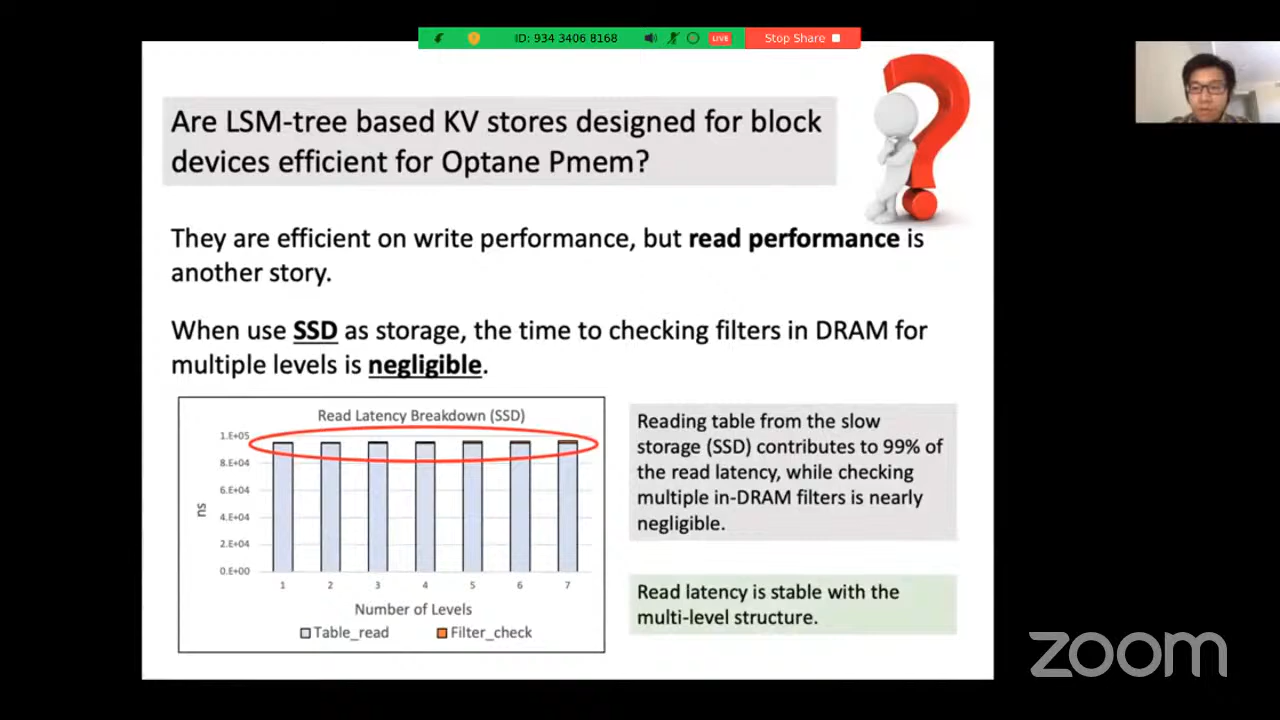 ID: 934 3406 8168
LIVE
Stop Share
Are LSM-tree based KV stores designed for block
devices efficient for Optane Pmem?
They are efficient on write performance, but read performance is
another story.
When use SSD as storage, the time to checking filters in DRAM for
multiple levels is negligible.
Read Latency Breakdown (SSD)
1.E+05
8.E+04
6.E+04
4.E+04
2.E+04
0.E+00
ns
1 2 3 4 5 6 7
Number of Levels
Table_read Filter_check
Reading table from the slow
storage (SSD) contributes to 99% of
the read latency, while checking
multiple in-DRAM filters is nearly
negligible.
Read latency is stable with the
multi-level structure.
zoom